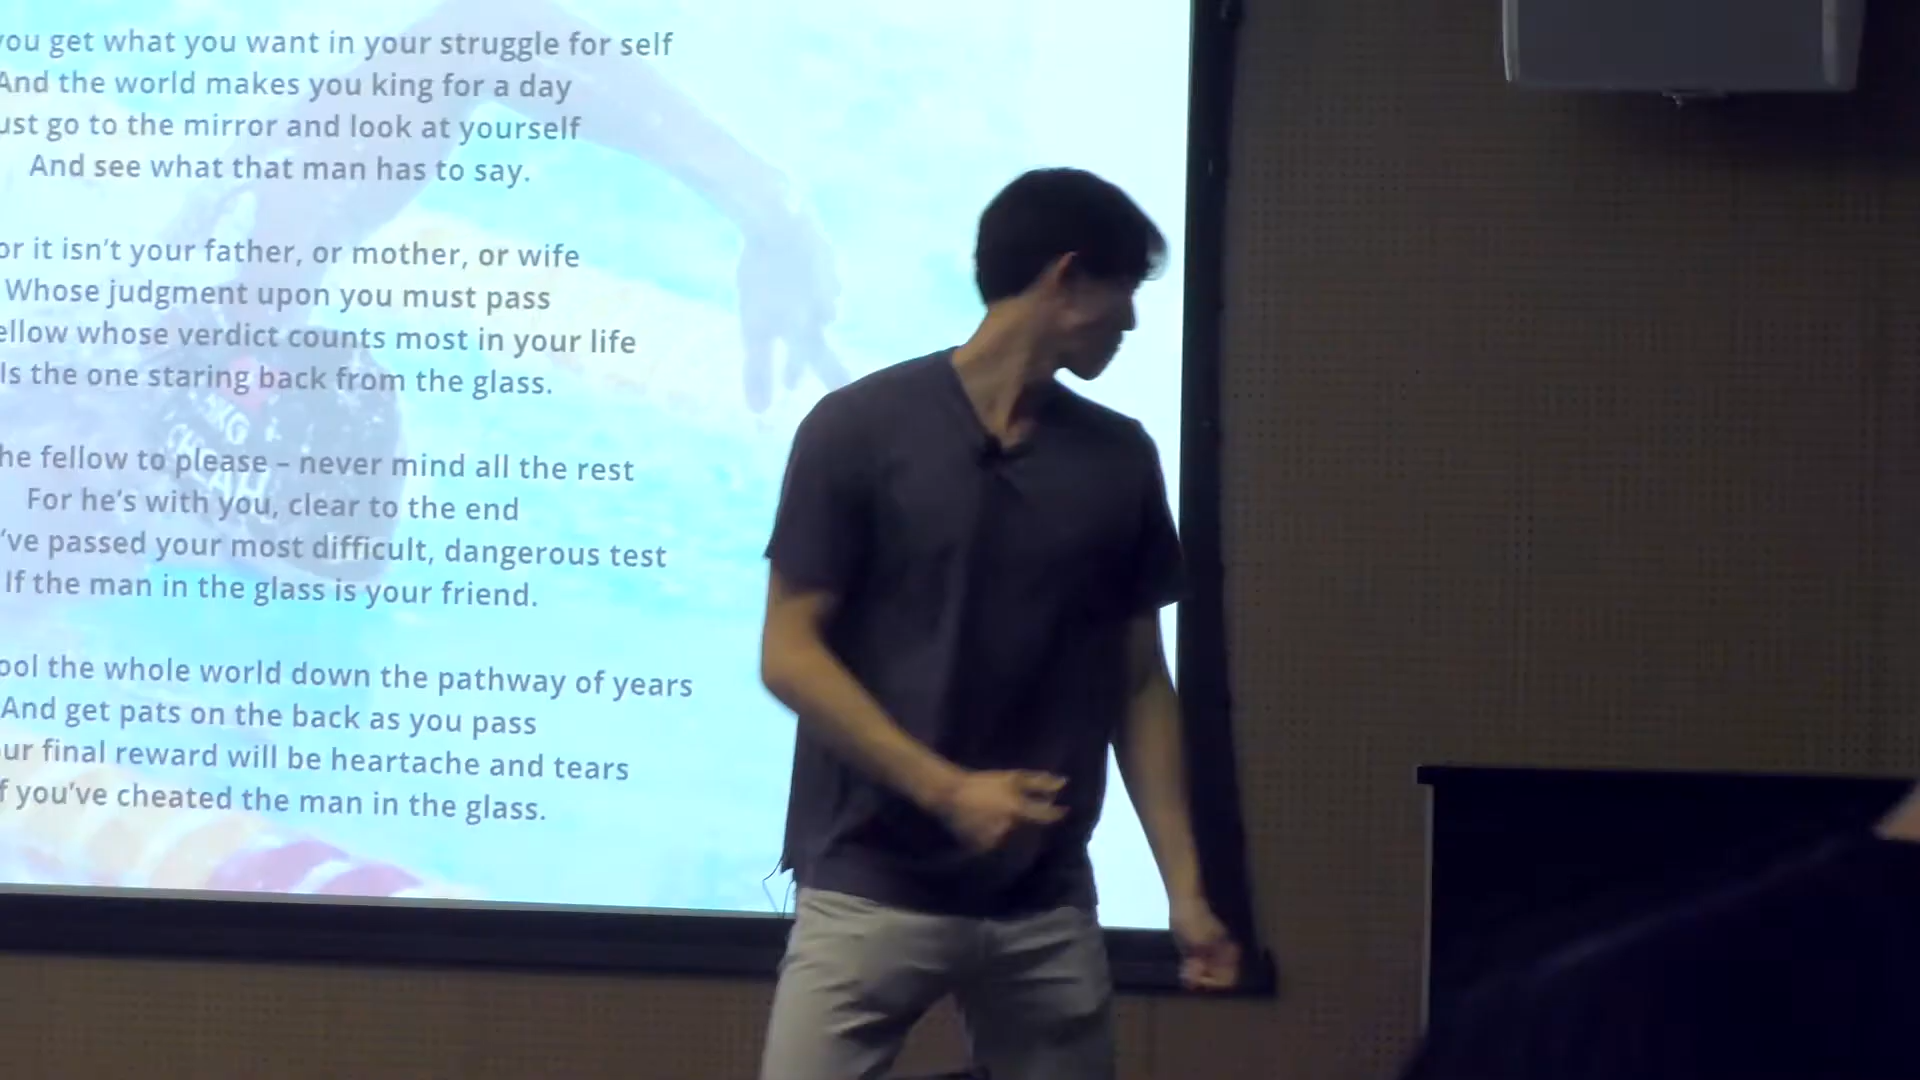 you get what you want in your struggle for self
And the world makes you king for a day
ust go to the mirror and look at yourself
And see what that man has to say.
or it isn't your father, or mother, or wife
Whose judgment upon you must pass
ellow whose verdict counts most in your life
Is the one staring back from the glass.
he fellow to please – never mind all the rest
For he's with you, clear to the end
've passed your most difficult, dangerous test
If the man in the glass is your friend.
ool the whole world down the pathway of years
And get pats on the back as you pass
ur final reward will be heartache and tears
f you've cheated the man in the glass.